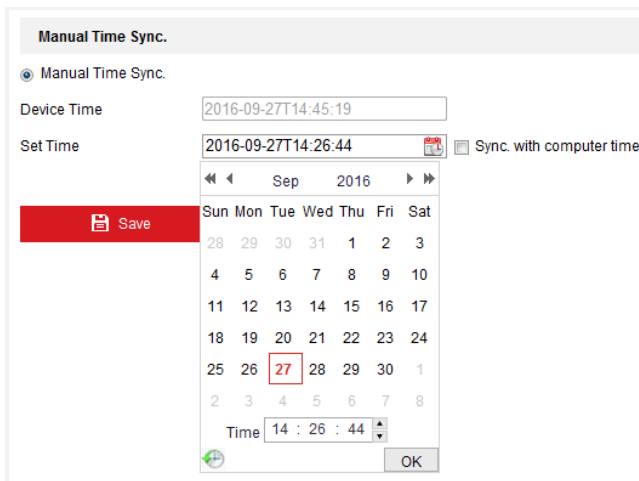 Manual Time Sync.
Manual Time Sync.
Device Time 2016-09-27T14:45:19
Set Time 2016-09-27T14:26:44 Sync. with computer time
Sep 2016
Save
Sun Mon Tue Wed Thu Fri Sat
28 29 30 31 1 2 3
4 5 6 7 8 9 10
11 12 13 14 15 16 17
18 19 20 21 22 23 24
25 26 27 28 29 30 1
2 3 4 5 6 7 8
Time 14 : 26 : 44
OK